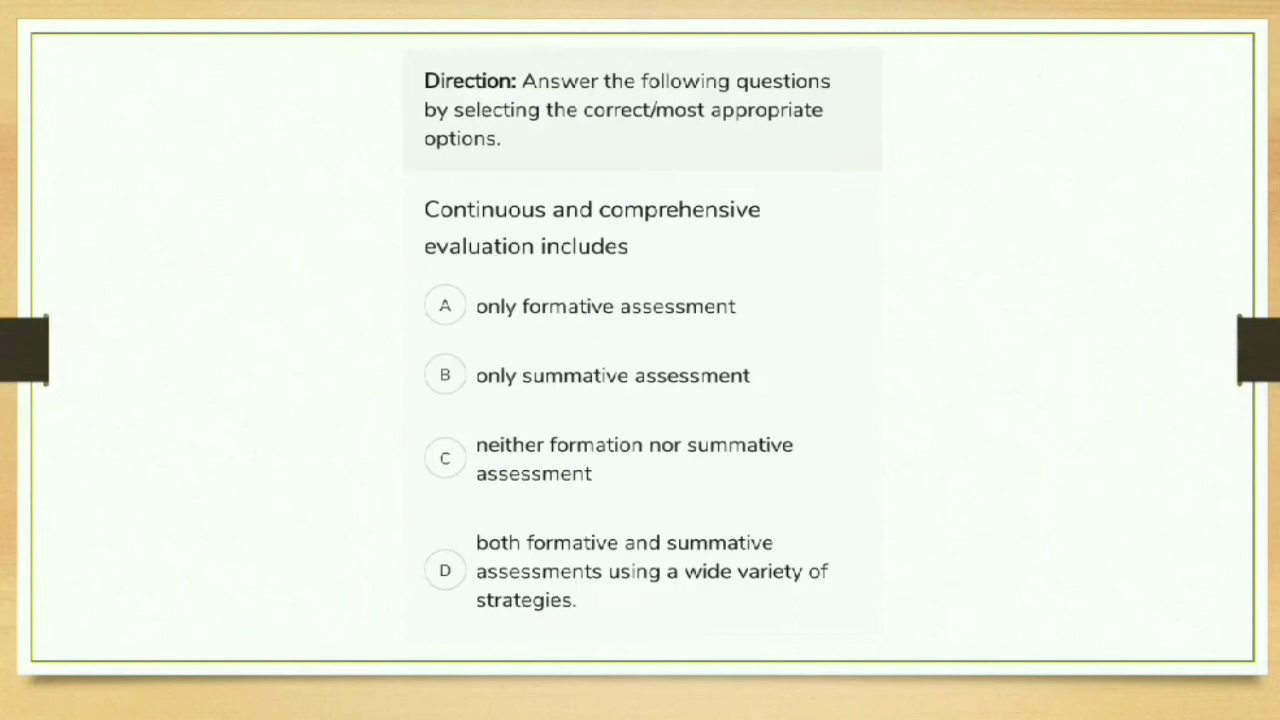 Direction: Answer the following questions
by selecting the correct/most appropriate
options.
Continuous and comprehensive
evaluation includes
A only formative assessment
B only summative assessment
C neither formation nor summative
assessment
D both formative and summative
assessments using a wide variety of
strategies.